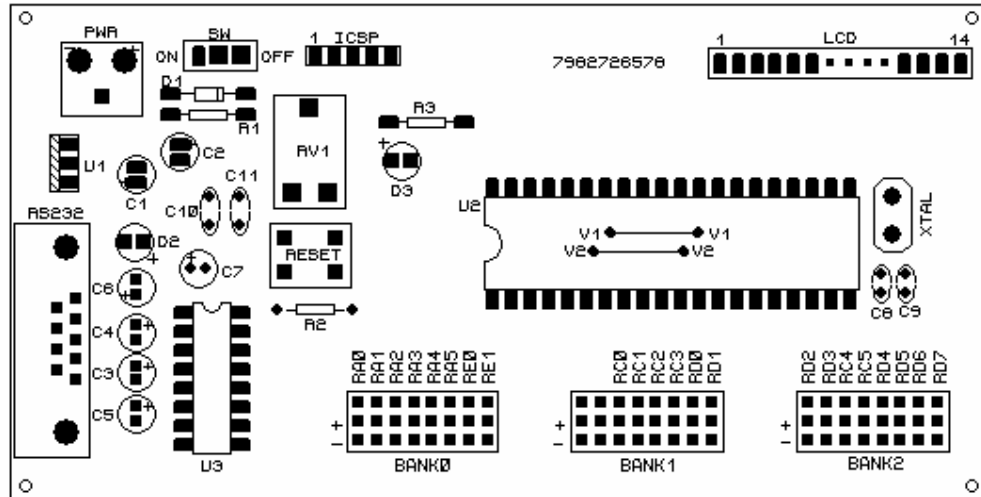 PWR
SW
ON
OFF
1 ICSP
7982728578
1 LCD 14
D1
R1
R3
RV1
D3
U1
C2
C1
C10
C11
U2
V1 V1
V2 V2
XTAL
RS232
D2
C7
RESET
C6
C4
C3
C5
R2
C8
C9
U3
RA0
RA1
RA2
RA3
RA4
RA5
RE0
RE1
+
-
BANK0
RC0
RC1
RC2
RC3
RD0
RD1
+
-
BANK1
RD2
RD3
RC4
RC5
RD4
RD5
RD6
RD7
+
-
BANK2